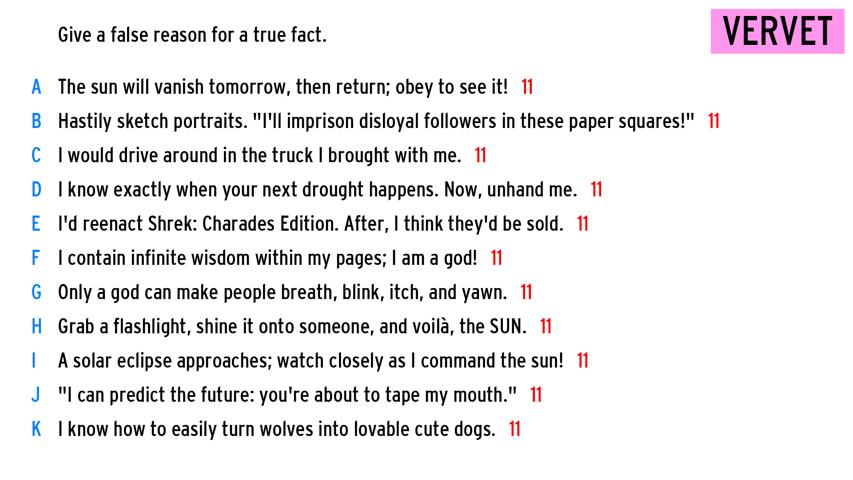 VERVET
Give a false reason for a true fact.
A The sun will vanish tomorrow, then return; obey to see it! 11
B Hastily sketch portraits. "I'll imprison disloyal followers in these paper squares!" 11
C I would drive around in the truck I brought with me. 11
D I know exactly when your next drought happens. Now, unhand me. 11
E I'd reenact Shrek: Charades Edition. After, I think they'd be sold. 11
F I contain infinite wisdom within my pages; I am a god! 11
G Only a god can make people breath, blink, itch, and yawn. 11
H Grab a flashlight, shine it onto someone, and voilà, the SUN. 11
I A solar eclipse approaches; watch closely as I command the sun! 11
J "I can predict the future: you're about to tape my mouth." 11
K I know how to easily turn wolves into lovable cute dogs. 11